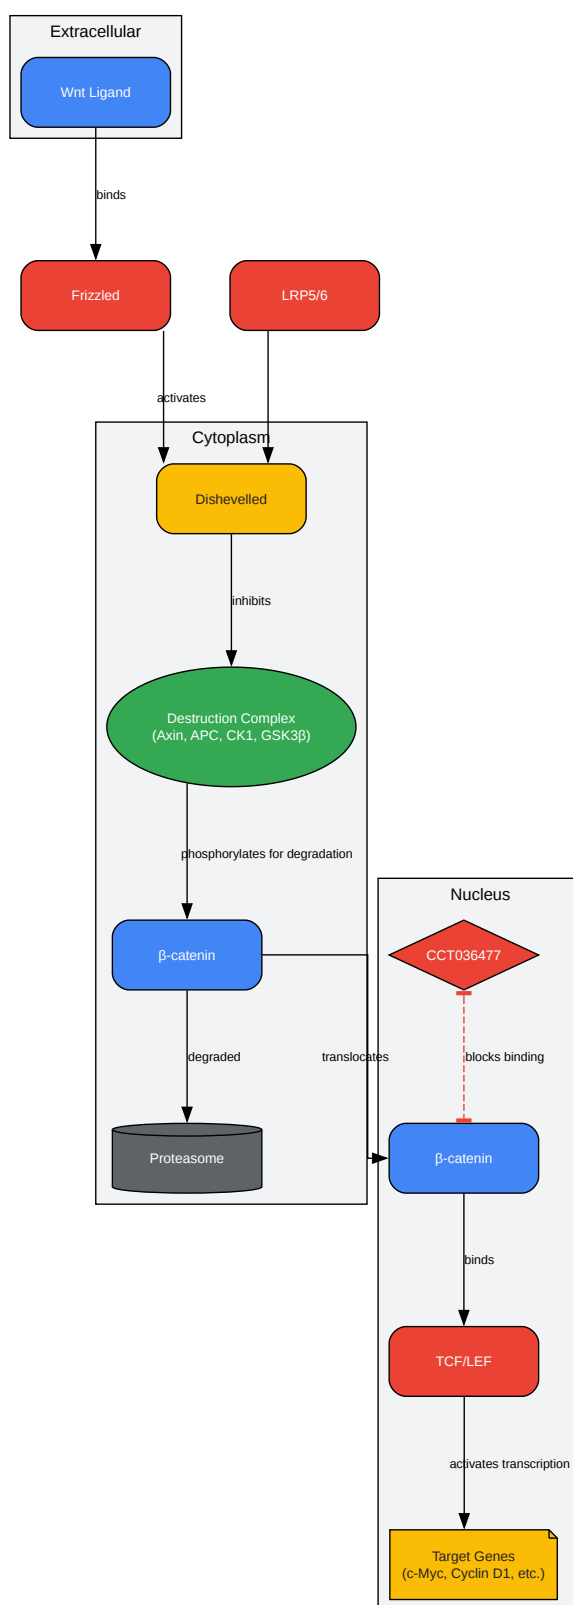 Extracellular
Wnt Ligand
binds
Frizzled
LRP5/6
activates
Cytoplasm
Dishevelled
inhibits
Destruction Complex
(Axin, APC, CK1, GSK3β)
phosphorylates for degradation
Nucleus
β-catenin
CCT036477
degraded
translocates
blocks binding
Proteasome
β-catenin
binds
TCF/LEF
activates transcription
Target Genes
(c-Myc, Cyclin D1, etc.)